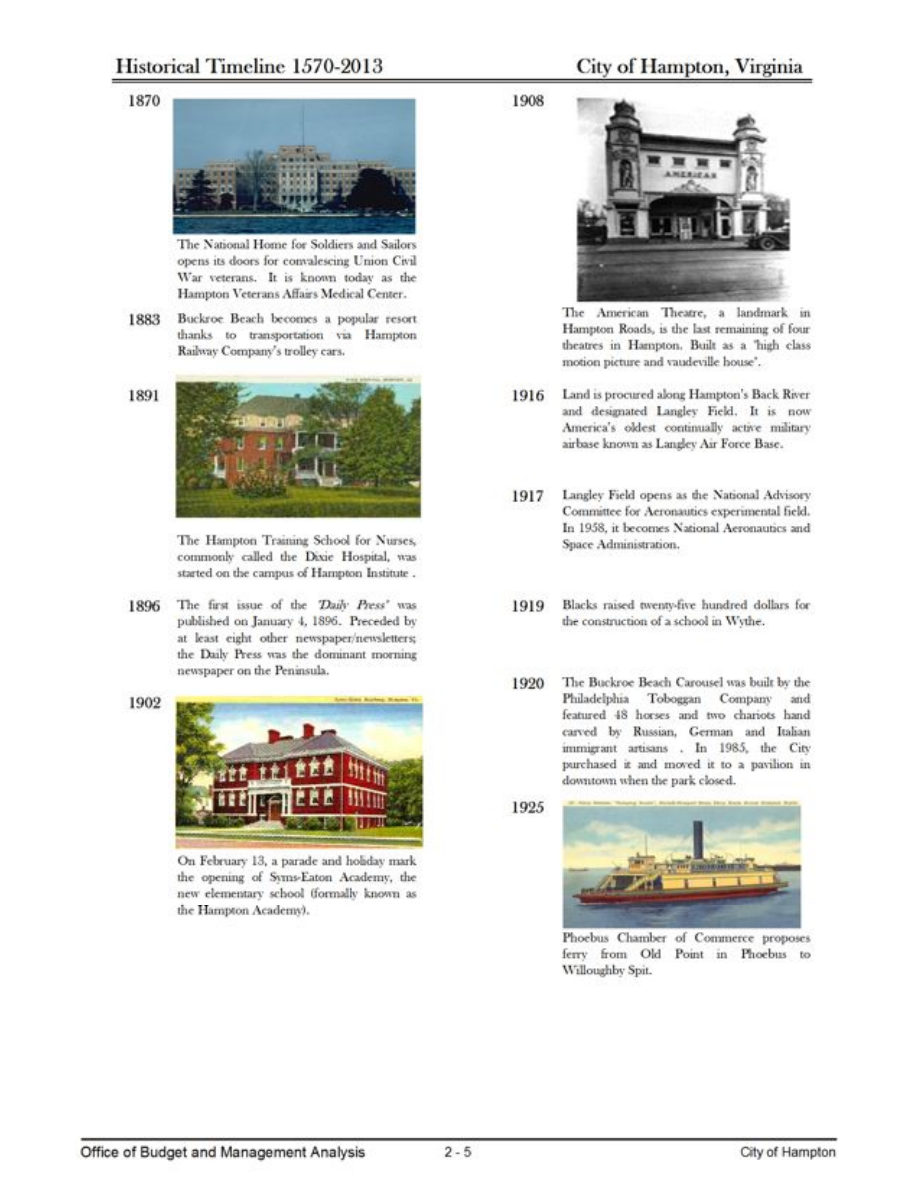 Historical Timeline 1570-2013
City of Hampton, Virginia
1870
The National Home for Soldiers and Sailors
opens its doors for convalescing Union Civil
War veterans. It is known today as the
Hampton Veterans Affairs Medical Center.
1883
Buckroe Beach becomes a popular resort
thanks to transportation via Hampton
Railway Company's trolley cars.
1891
The Hampton Training School for Nurses,
commonly called the Dixie Hospital, was
started on the campus of Hampton Institute .
1896
The first issue of the "Daily Press" was
published on January 4, 1896. Preceded by
at least eight other newspaper/newsletters;
the Daily Press was the dominant morning
newspaper on the Peninsula.
1902
On February 13, a parade and holiday mark
the opening of Syms-Eaton Academy, the
new elementary school (formally known as
the Hampton Academy).
1908
AMERICAN
The American Theatre, a landmark in
Hampton Roads, is the last remaining of four
theatres in Hampton. Built as a "high class
motion picture and vaudeville house".
1916
Land is procured along Hampton's Back River
and designated Langley Field. It is now
America's oldest continually active military
airbase known as Langley Air Force Base.
1917
Langley Field opens as the National Advisory
Committee for Aeronautics experimental field.
In 1958, it becomes National Aeronautics and
Space Administration.
1919
Blacks raised twenty-five hundred dollars for
the construction of a school in Wythe.
1920
The Buckroe Beach Carousel was built by the
Philadelphia Toboggan Company and
featured 48 horses and two chariots hand
carved by Russian, German and Italian
immigrant artisans . In 1985, the City
purchased it and moved it to a pavilion in
downtown when the park closed.
1925
Phoebus Chamber of Commerce proposes
ferry from Old Point in Phoebus to
Willoughby Spit.
Office of Budget and Management Analysis
2 - 5
City of Hampton